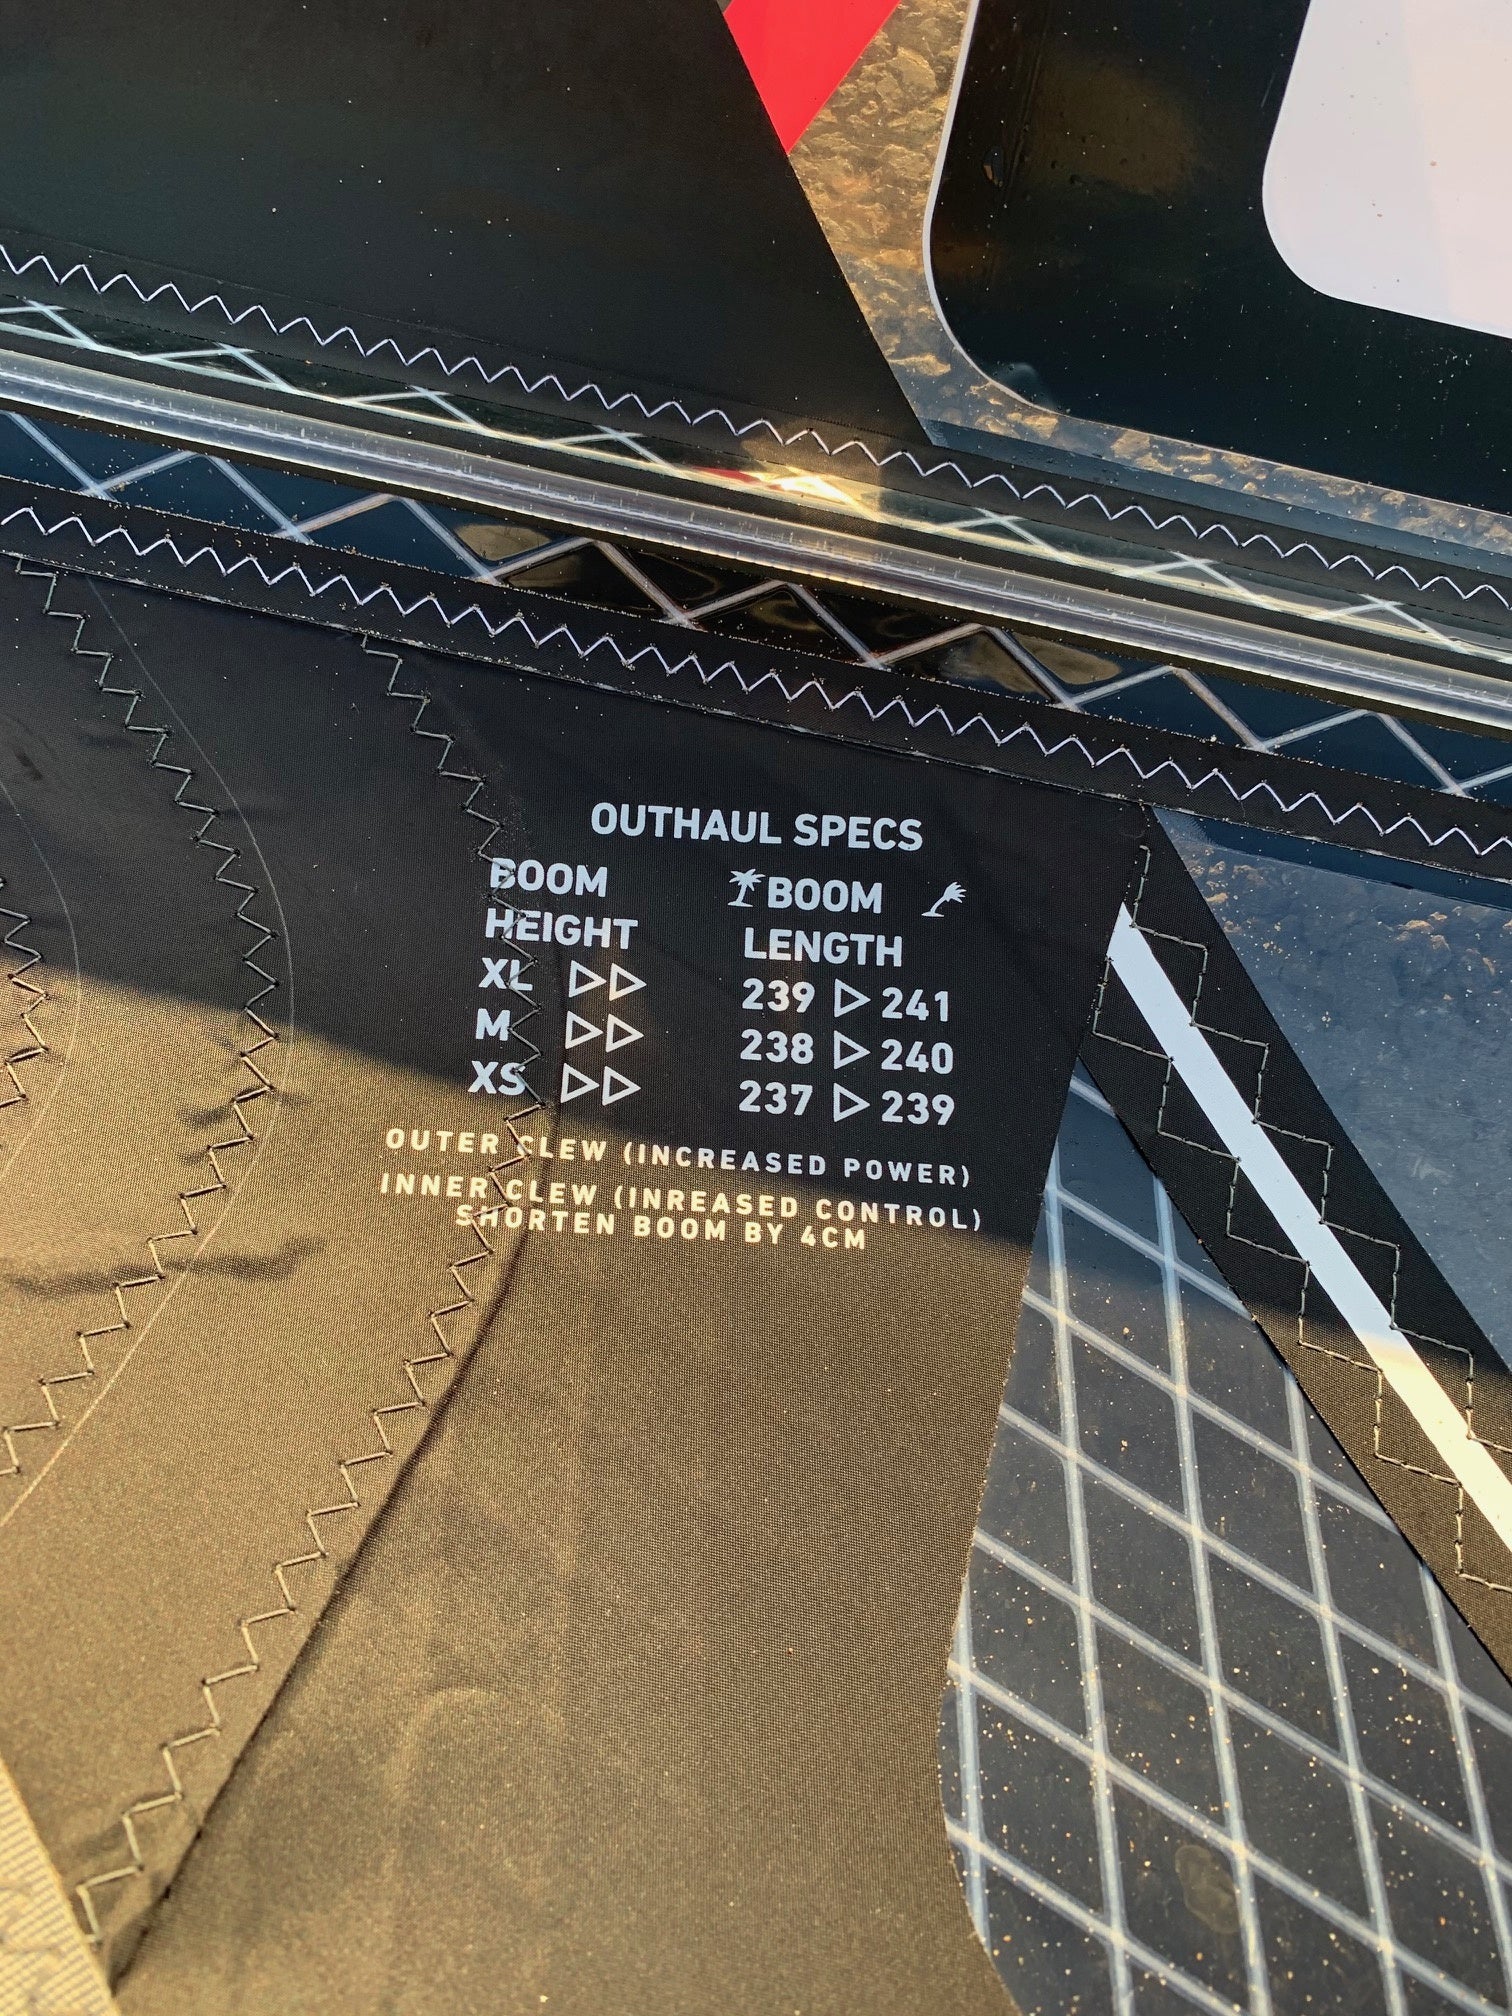 OUTHAUL SPECS
BOOM HEIGHT BOOM LENGTH
XL ▷▷ 239 ▷ 241
M ▷▷ 238 ▷ 240
XS ▷▷ 237 ▷ 239
OUTER CLEW (INCREASED POWER)
INNER CLEW (INREASED CONTROL)
SHORTEN BOOM BY 4CM